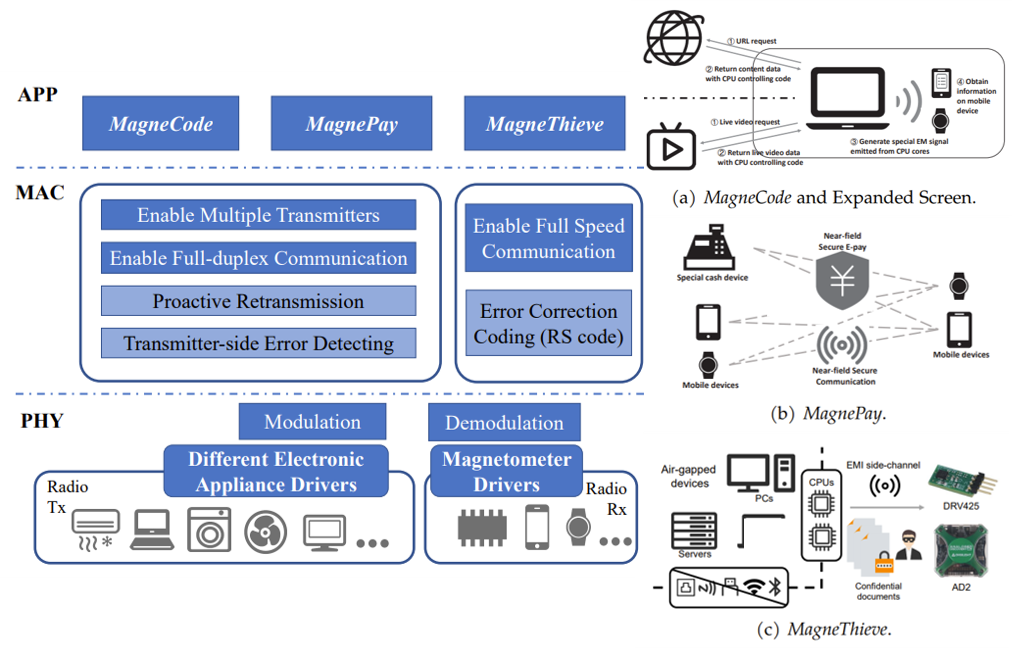 APP
MagneCode
MagnePay
MagneThieve
MAC
Enable Multiple Transmitters
Enable Full-duplex Communication
Proactive Retransmission
Transmitter-side Error Detecting
Enable Full Speed
Communication
Error Correction
Coding (RS code)
PHY
Modulation
Demodulation
Different Electronic
Appliance Drivers
Magnetometer
Drivers
Radio
Tx
Radio
Rx
① URL request
② Return content data
with CPU controlling code
① Live video request
② Return live video data
with CPU controlling code
③ Generate special EM signal
emitted from CPU cores
④ Obtain
information
on mobile
device
(a) MagneCode and Expanded Screen.
Near-field
Secure E-pay
¥
Special cash device
Mobile devices
Mobile devices
Near-field Secure
Communication
(b) MagnePay.
Air-gapped
devices
PCs
Servers
CPUs
EMI side-channel
DRV425
Confidential
documents
AD2
(c) MagneThieve.